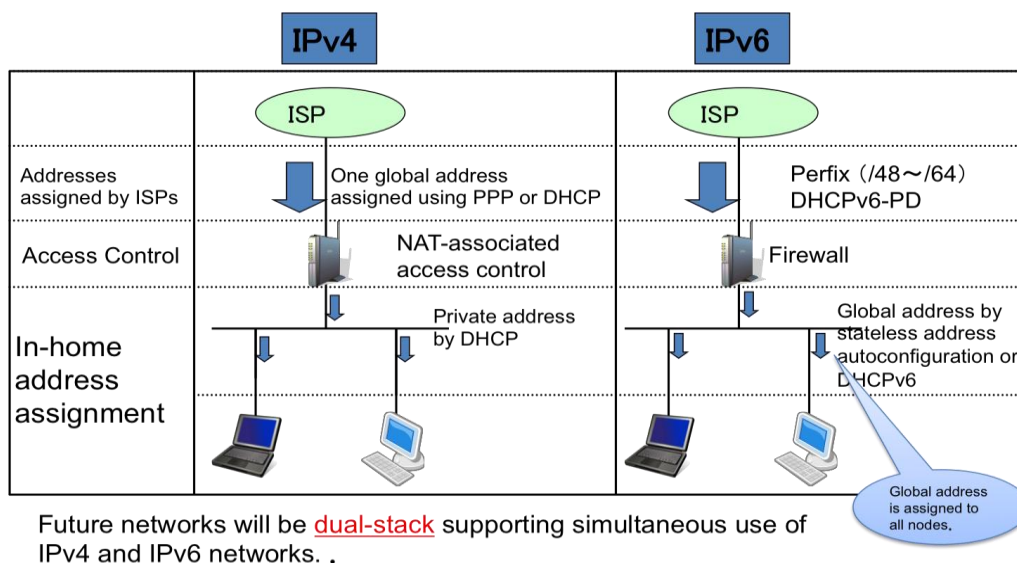 IPv4
IPv6
ISP
ISP
Addresses
assigned by ISPs
One global address
assigned using PPP or DHCP
Perfix（/48～/64）
DHCPv6-PD
Access Control
NAT-associated
access control
Firewall
In-home
address
assignment
Private address
by DHCP
Global address by
stateless address
autoconfiguration or
DHCPv6
Global address
is assigned to
all nodes.
Future networks will be dual-stack supporting simultaneous use of
IPv4 and IPv6 networks. .